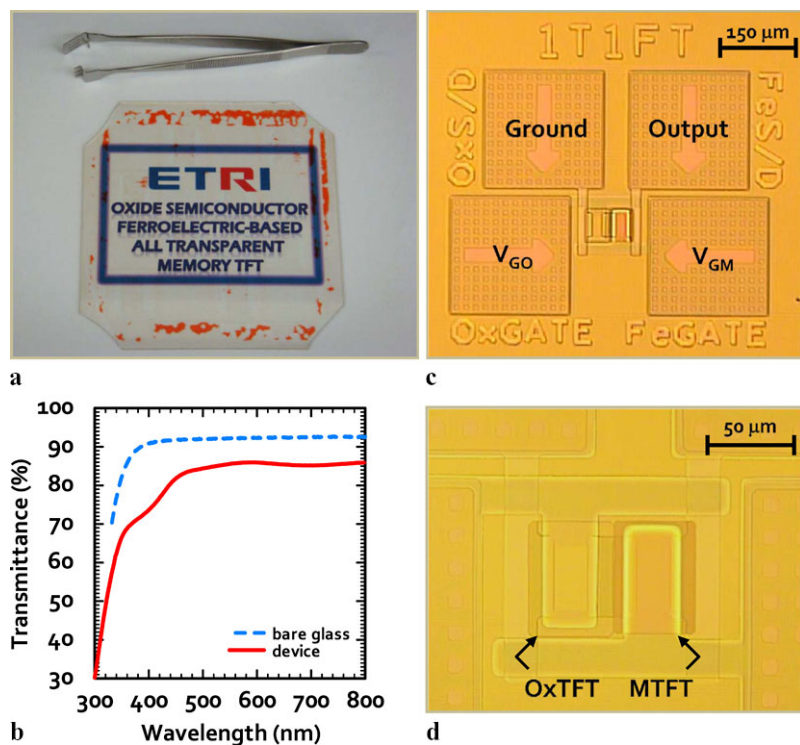 ETRI
OXIDE SEMICONDUCTOR
FERROELECTRIC-BASED
ALL TRANSPARENT
MEMORY TFT
a
1T1FT
150 μm
OxS/D
Ground
Output
FeS/D
V_GO
V_GM
OxGATE
FeGATE
c
100
90
80
70
60
50
40
30
Transmittance (%)
bare glass
device
300 400 500 600 700 800
Wavelength (nm)
b
50 μm
OxTFT
MTFT
d